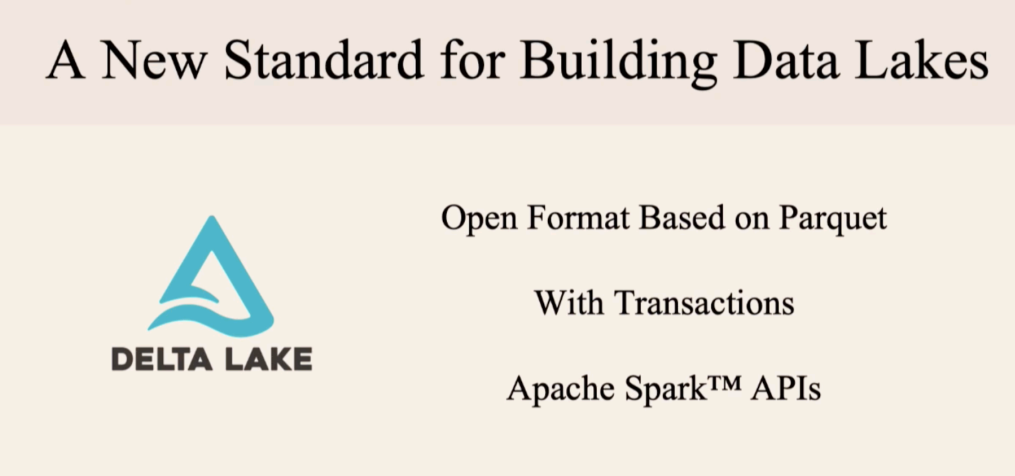 A New Standard for Building Data Lakes
Open Format Based on Parquet
With Transactions
Apache Spark™ APIs
DELTA LAKE